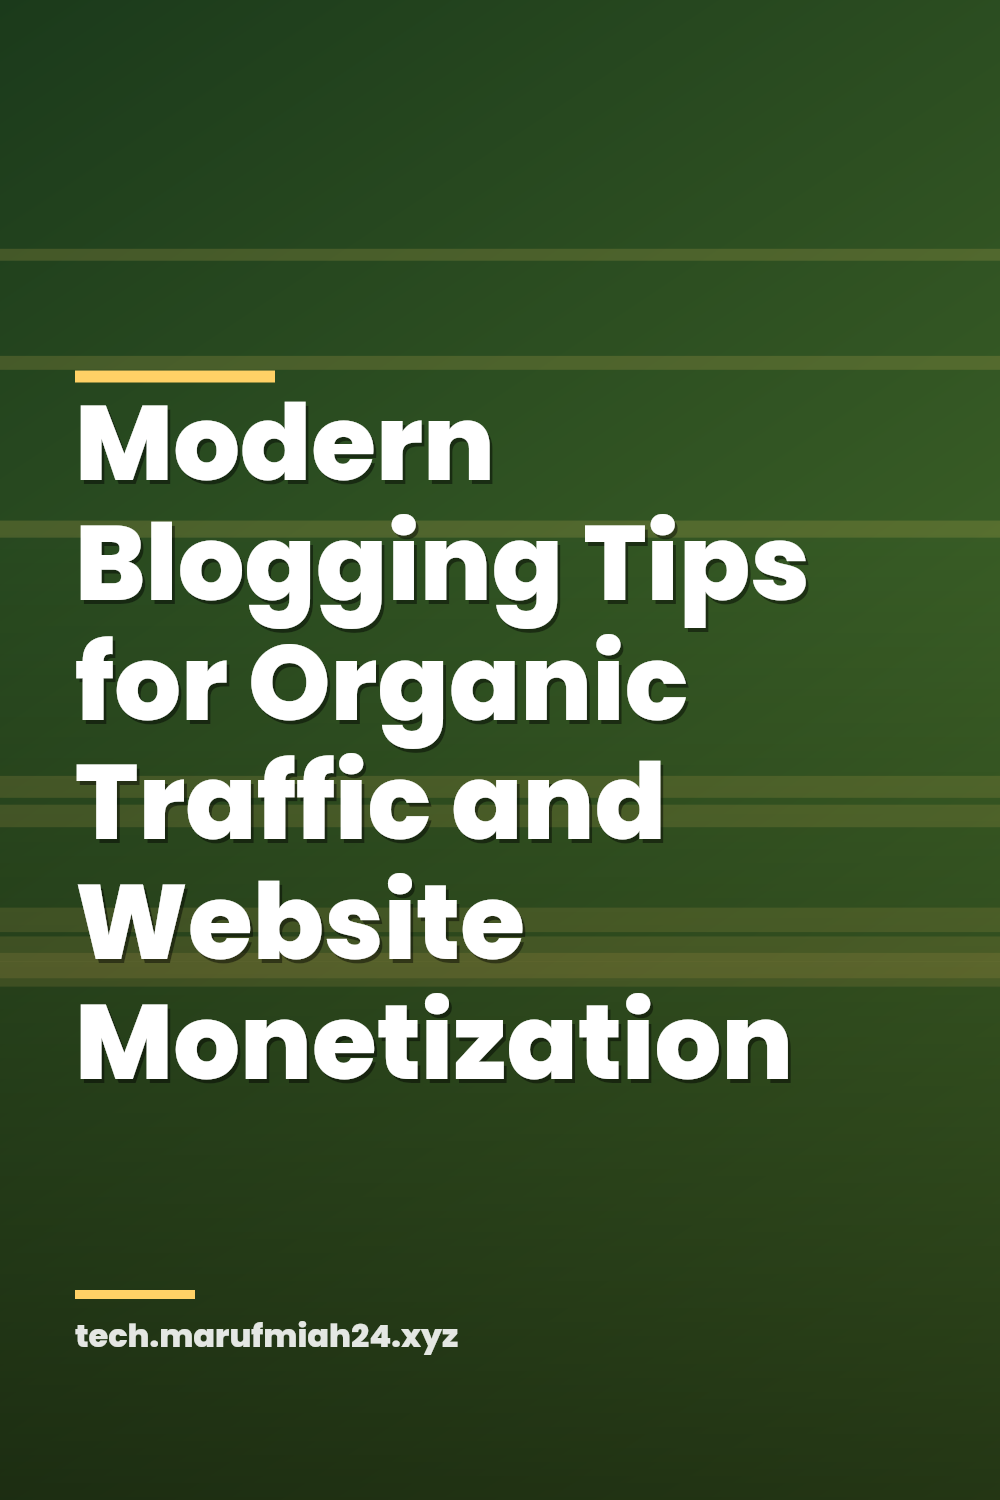 Modern
Blogging Tips
for Organic
Traffic and
Website
Monetization
tech.marufmiah24.xyz